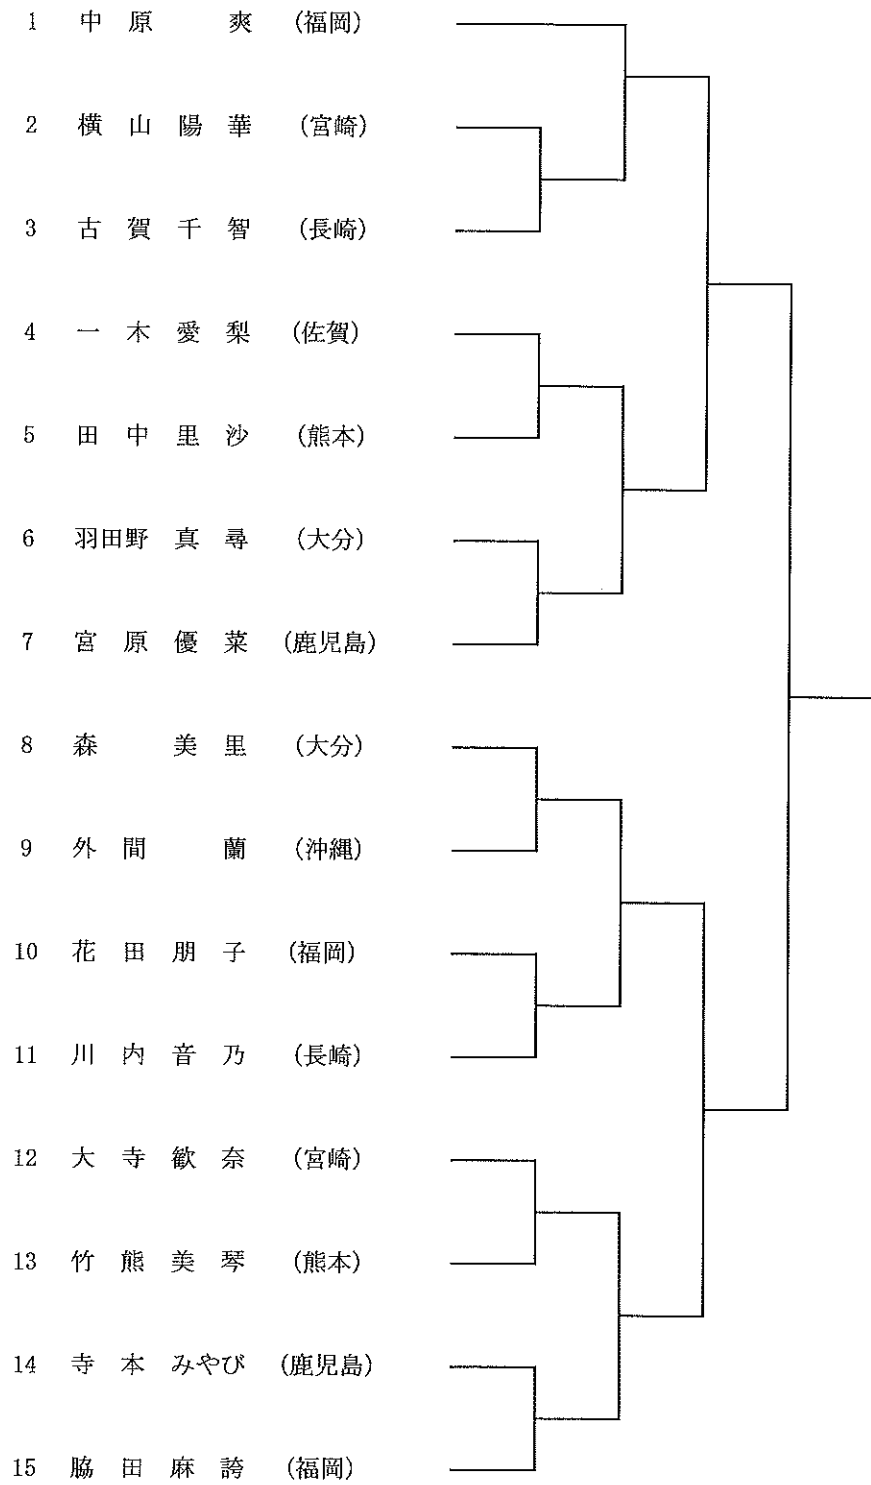 1 中原 爽 (福岡)
2 横山陽華 (宮崎)
3 古賀千智 (長崎)
4 一木愛梨 (佐賀)
5 田中里沙 (熊本)
6 羽田野真尋 (大分)
7 宮原優菜 (鹿児島)
8 森 美里 (大分)
9 外間 蘭 (沖縄)
10 花田朋子 (福岡)
11 川内音乃 (長崎)
12 大寺歓奈 (宮崎)
13 竹熊美琴 (熊本)
14 寺本みやび (鹿児島)
15 脇田麻誇 (福岡)